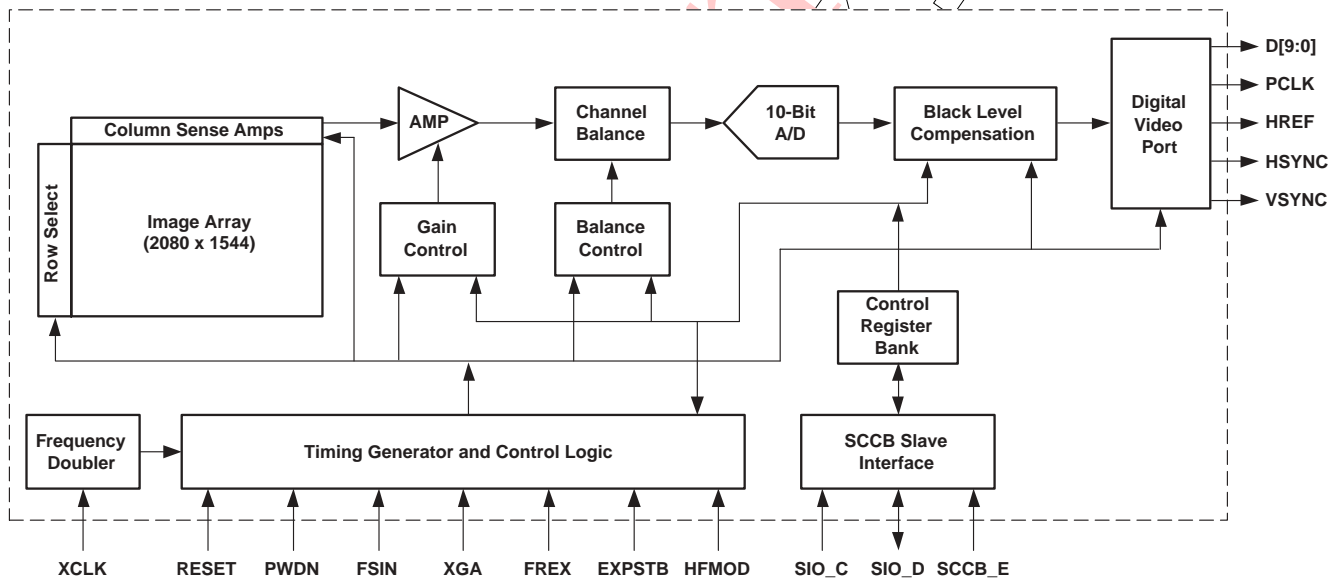 D[9:0]
PCLK
HREF
HSYNC
VSYNC
Column Sense Amps
Row Select
Image Array
(2080 x 1544)
AMP
Channel
Balance
10-Bit
A/D
Black Level
Compensation
Digital
Video
Port
Gain
Control
Balance
Control
Control
Register
Bank
Frequency
Doubler
Timing Generator and Control Logic
SCCB Slave
Interface
XCLK
RESET
PWDN
FSIN
XGA
FREX
EXPSTB
HFMOD
SIO_C
SIO_D
SCCB_E